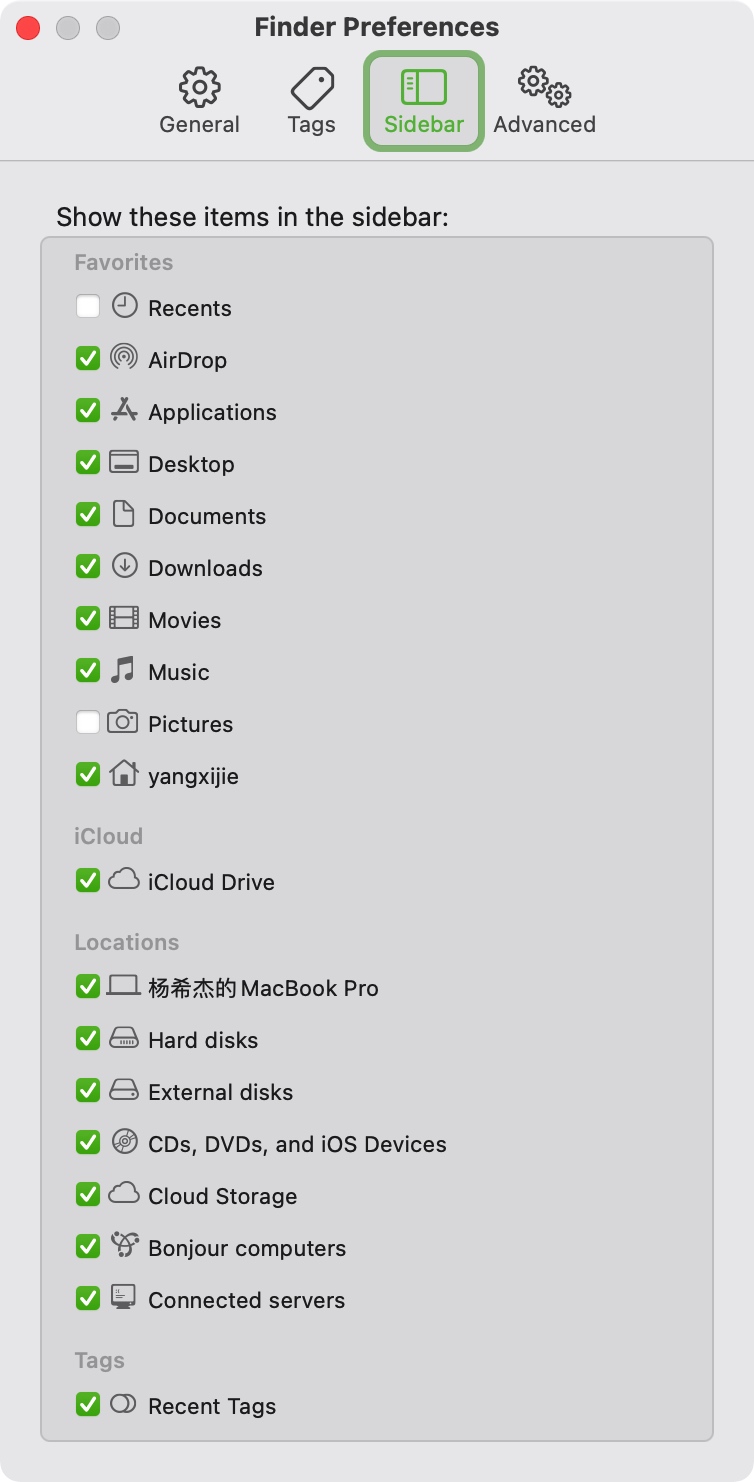 Finder Preferences
General
Tags
Sidebar
Advanced
Show these items in the sidebar:
Favorites
Recents
AirDrop
Applications
Desktop
Documents
Downloads
Movies
Music
Pictures
yangxijie
iCloud
iCloud Drive
Locations
杨希杰的MacBook Pro
Hard disks
External disks
CDs, DVDs, and iOS Devices
Cloud Storage
Bonjour computers
Connected servers
Tags
Recent Tags